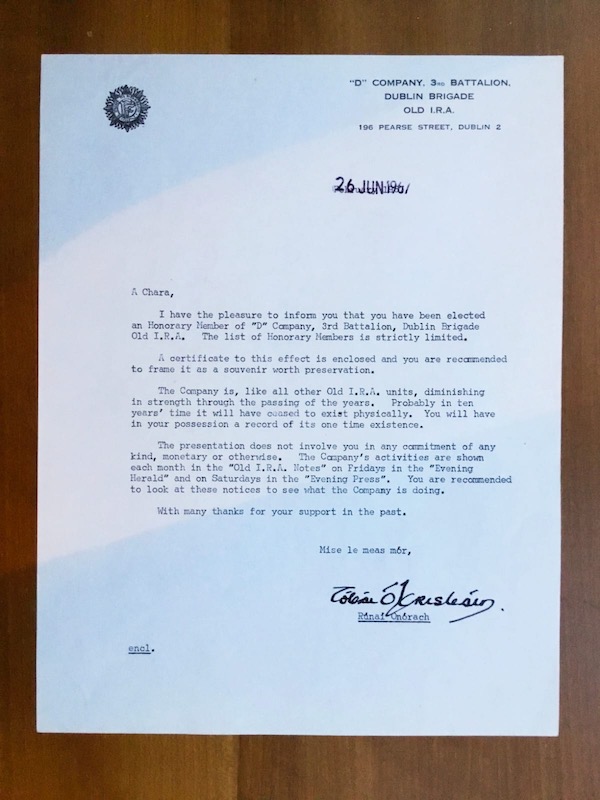 "D" COMPANY, 3RD BATTALION,
DUBLIN BRIGADE
OLD I.R.A.
196 PEARSE STREET, DUBLIN 2
26 JUN 1967
A Chara,
I have the pleasure to inform you that you have been elected
an Honorary Member of "D" Company, 3rd Battalion, Dublin Brigade
Old I.R.A. The list of Honorary Members is strictly limited.
A certificate to this effect is enclosed and you are recommended
to frame it as a souvenir worth preservation.
The Company is, like all other Old I.R.A. units, diminishing
in strength through the passing of the years. Probably in ten
years' time it will have ceased to exist physically. You will have
in your possession a record of its one time existence.
The presentation does not involve you in any commitment of any
kind, monetary or otherwise. The Company's activities are shown
each month in the "Old I.R.A. Notes" on Fridays in the "Evening
Herald" and on Saturdays in the "Evening Press". You are recommended
to look at these notices to see what the Company is doing.
With many thanks for your support in the past.
Mise le meas mór,
Rúnaí Onórach
encl.